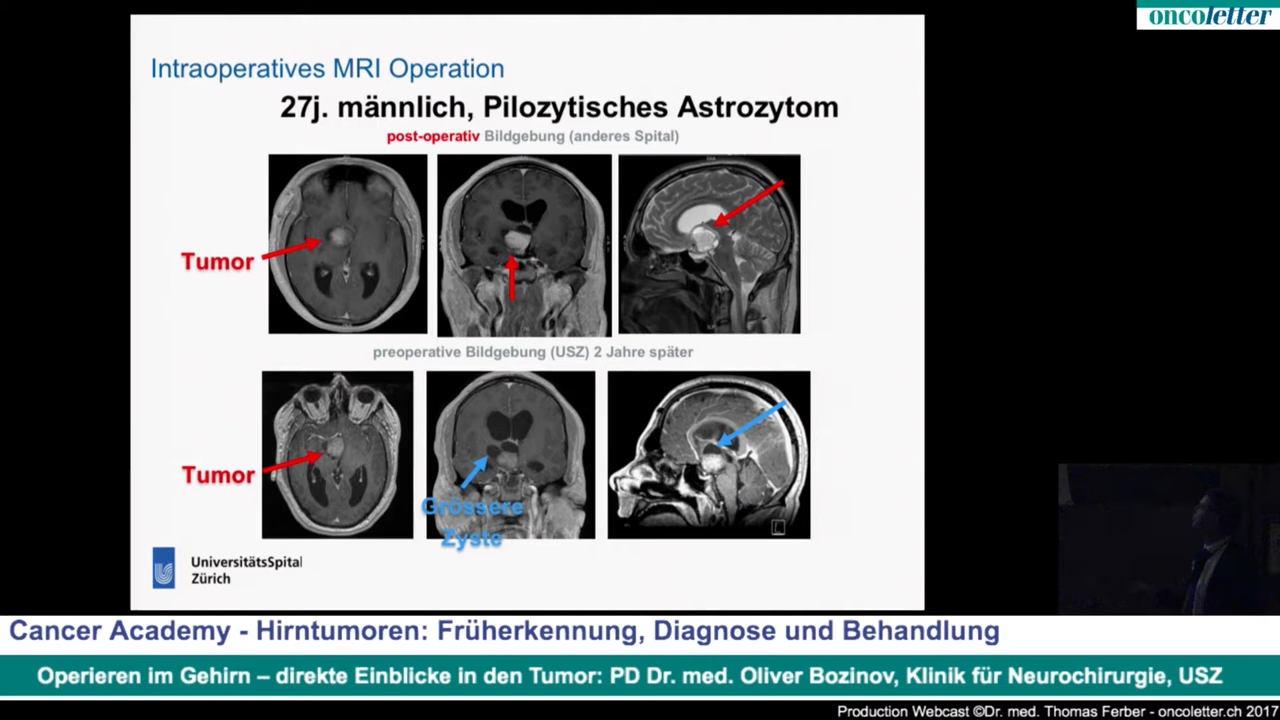 oncoletter
Intraoperatives MRI Operation
27j. männlich, Pilozytisches Astrozytom
post-operativ Bildgebung (anderes Spital)
Tumor
preoperative Bildgebung (USZ) 2 Jahre später
Tumor
Grössere
Zyste
L
UniversitätsSpital
Zürich
Cancer Academy - Hirntumoren: Früherkennung, Diagnose und Behandlung
Operieren im Gehirn – direkte Einblicke in den Tumor: PD Dr. med. Oliver Bozinov, Klinik für Neurochirurgie, USZ
Production Webcast ©Dr. med. Thomas Ferber - oncoletter.ch 2017